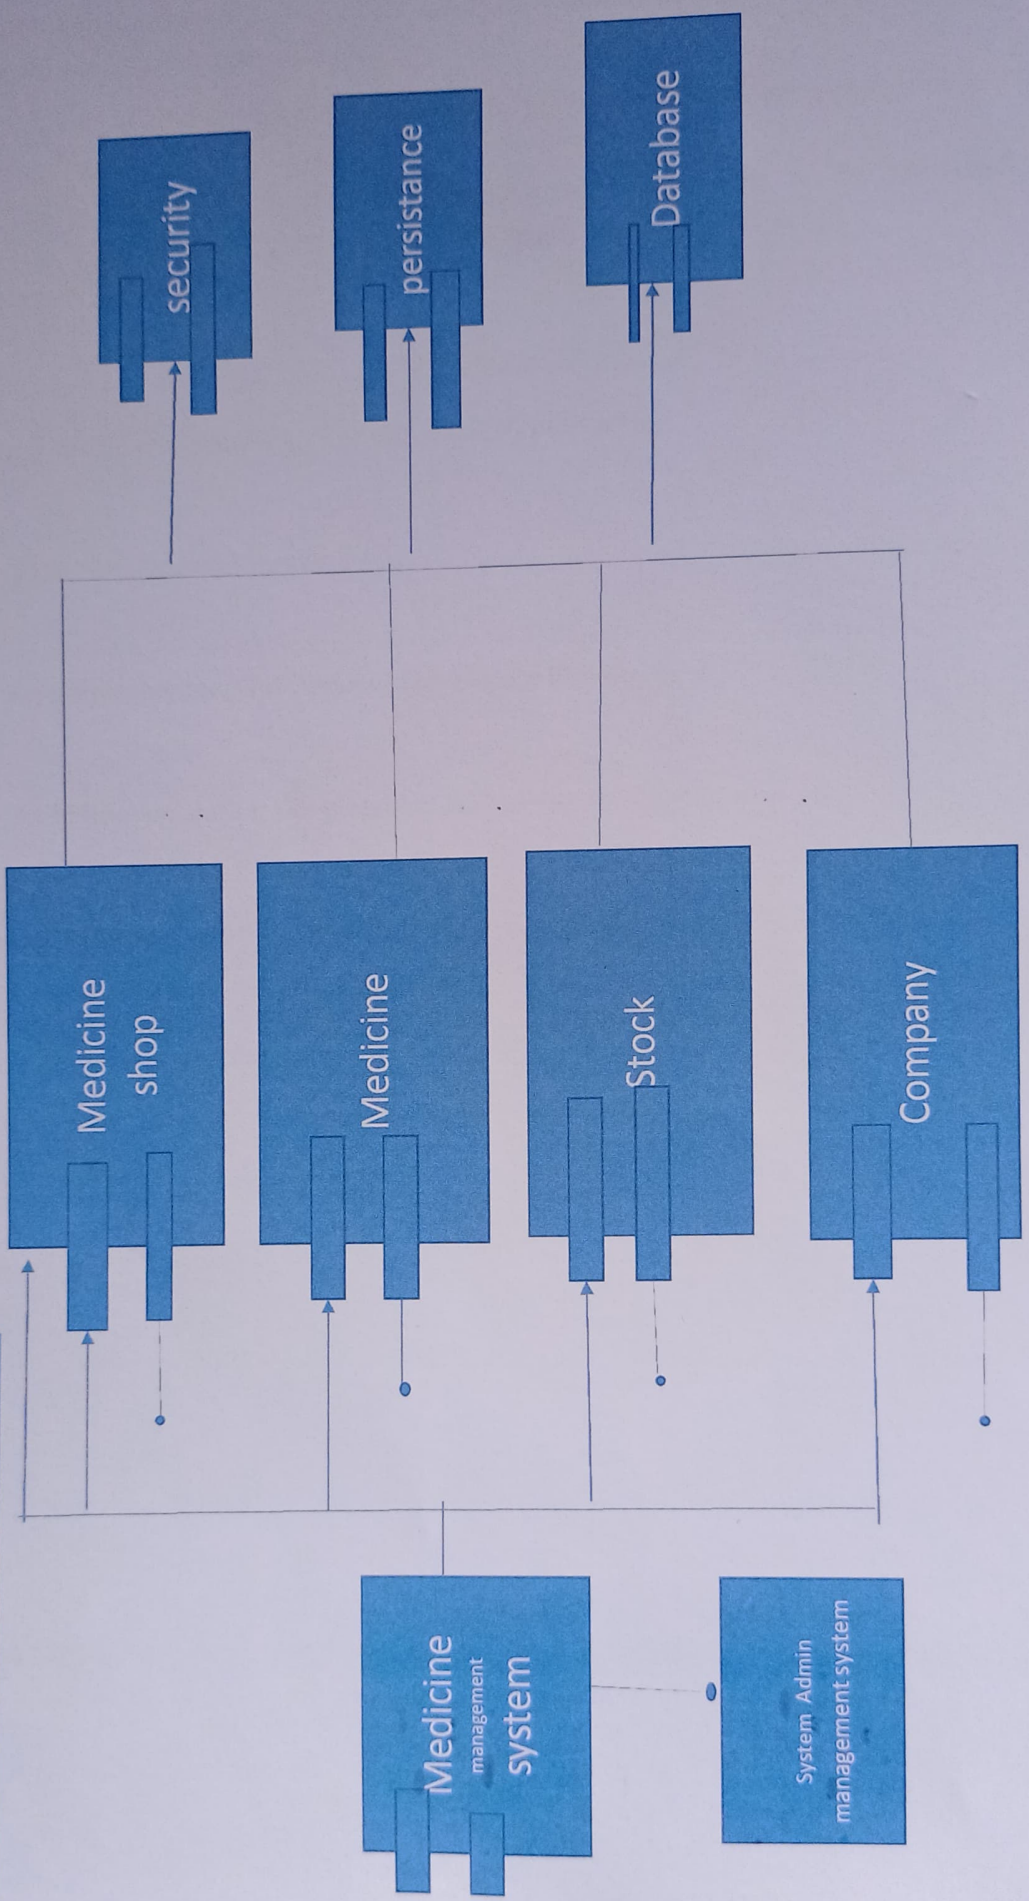 Medicine
management
system
System Admin
management system
Medicine
shop
Medicine
Stock
Company
security
persistance
Database